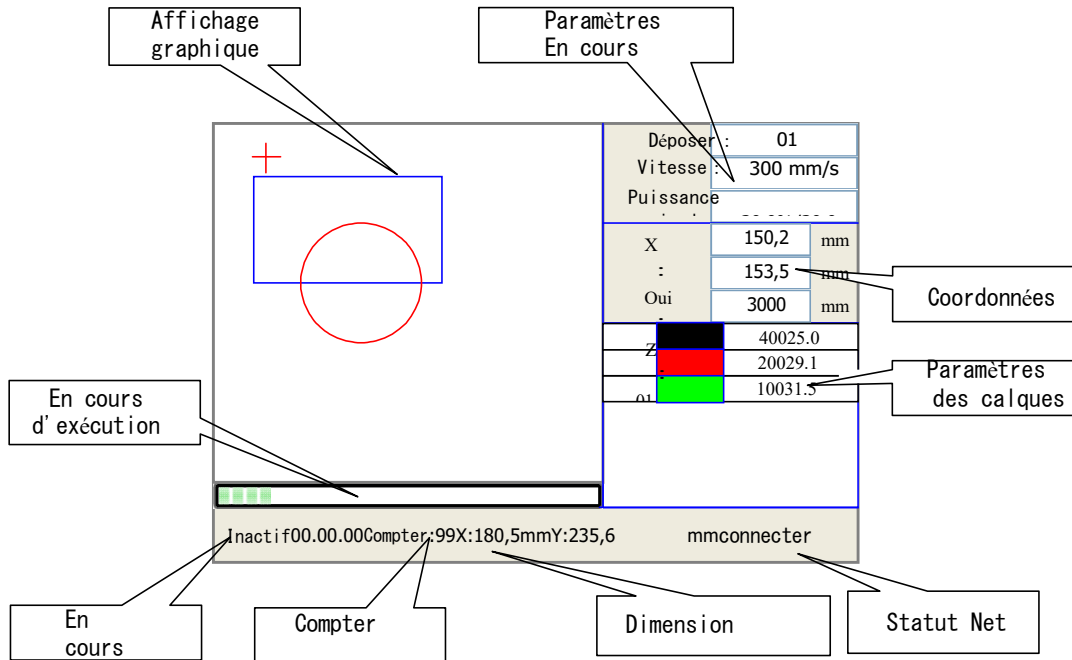 Affichage
graphique
Paramètres
En cours
Déposer : 01
Vitesse : 300 mm/s
Puissance
X 150,2 mm
: 153,5 mm
Oui 3000 mm
:
Z 40025.0
: 20029.1
01 10031.5
Coordonnées
Paramètres
des calques
En cours
d'exécution
Inactif00.00.00Compter:99X:180,5mmY:235,6 mmconnecter
En
cours
Compter
Dimension
Statut Net